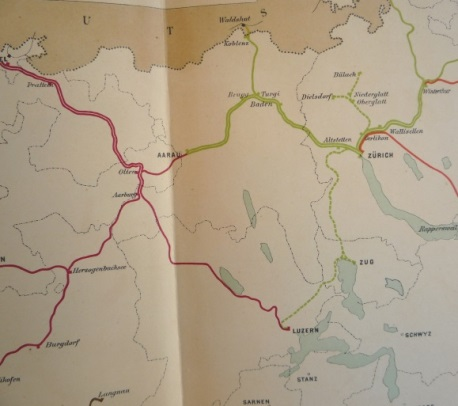 U T S
Waldshut
Koblenz
Pratteln
Bülach
Dielsdorf
Niederglatt
Oberglatt
Brugg
Turgi
Baden
Wallisellen
Altstetten
Oerlikon
AARAU
ZÜRICH
Olten
Aarburg
ZUG
Herzogenbuchsee
LUZERN
SCHWYZ
Burgdorf
STANZ
Langnau
SARNEN